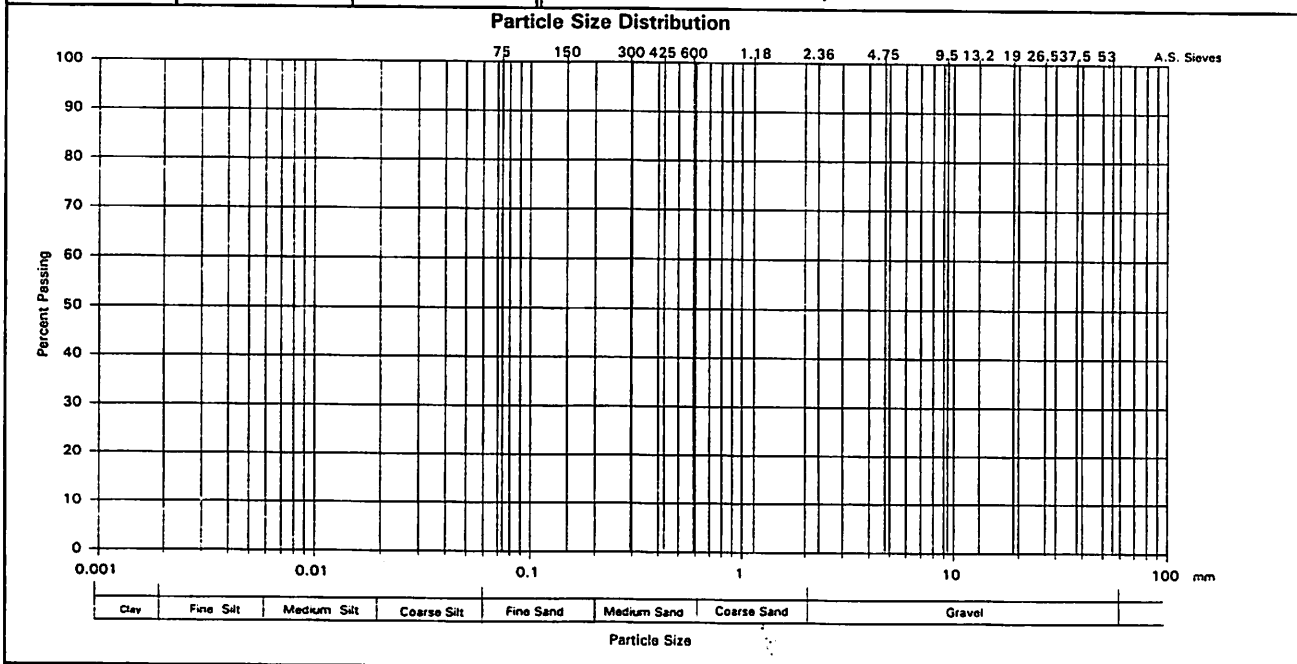 Particle Size Distribution
75 150 300 425 600 1.18 2.36 4.75 9.5 13.2 19 26.5 37.5 53 A.S. Sieves
100
90
80
70
60
50
40
30
20
10
0
Percent Passing
0.001 0.01 0.1 1 10 100 mm
Clay Fine Silt Medium Silt Coarse Silt Fine Sand Medium Sand Coarse Sand Gravel
Particle Size